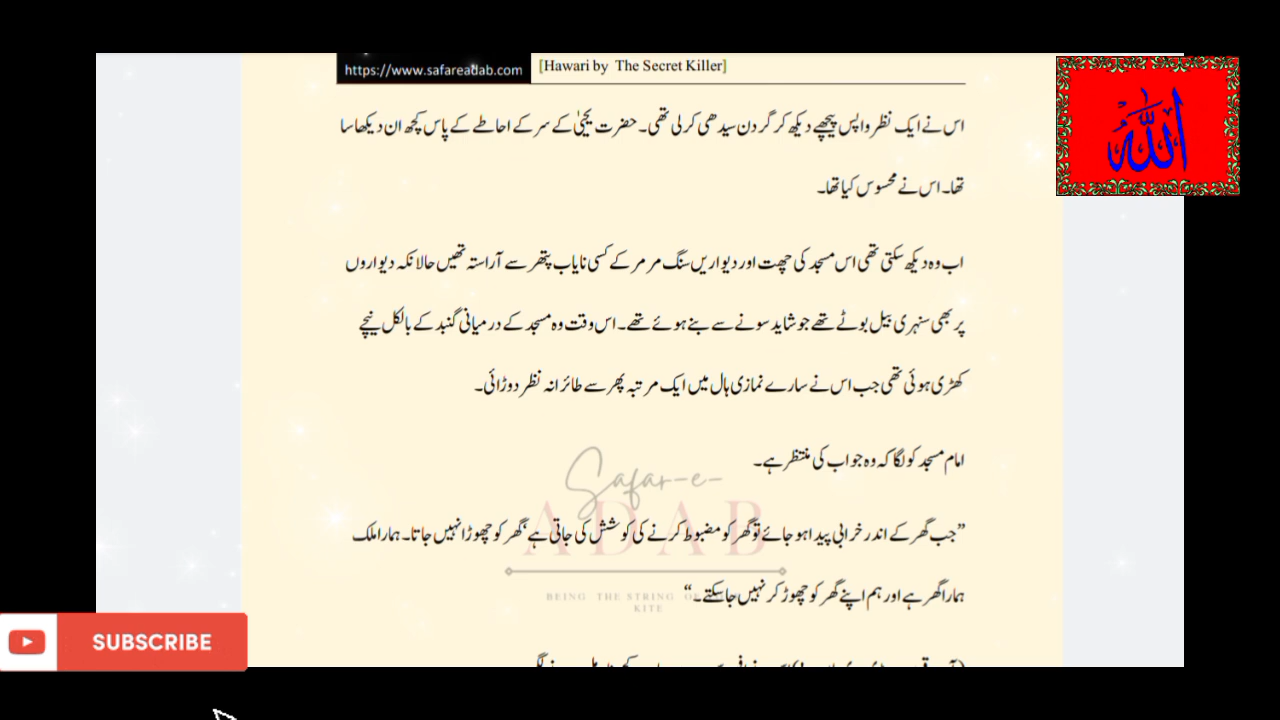 https://www.safareadab.com
[Hawari by The Secret Killer]
الله
اس نے ایک نظر واپس پیچھے دیکھ کر گردن سیدھی کر لی تھی۔ حضرت یحییٰ کے سر کے احاطے کے پاس کچھ ان دیکھا سا
تھا۔ اس نے محسوس کیا تھا۔
اب وہ دیکھ سکتی تھی اس مسجد کی چھت اور دیواریں سنگ مرمر کے کسی نایاب پتھر سے آراستہ تھیں حالانکہ دیواروں
پر بھی سنہری بیل بوٹے تھے جو شاید سونے سے بنے ہوئے تھے۔ اس وقت وہ مسجد کے درمیانی گنبد کے بالکل نیچے
کھڑی ہوئی تھی جب اس نے سارے نمازی ہال میں ایک مرتبہ پھر سے طائرانہ نظر دوڑائی۔
امام مسجد کو لگا کہ وہ جواب کی منتظر ہے۔
”جب گھر کے اندر خرابی پیدا ہو جائے تو گھر کو مضبوط کرنے کی کوشش کی جاتی ہے گھر کو چھوڑا نہیں جاتا۔ ہمارا ملک
ہمارا گھر ہے اور ہم اپنے گھر کو چھوڑ کر نہیں جا سکتے۔“
Safar-e-
ADAB
BEING THE STRING
KITE
SUBSCRIBE